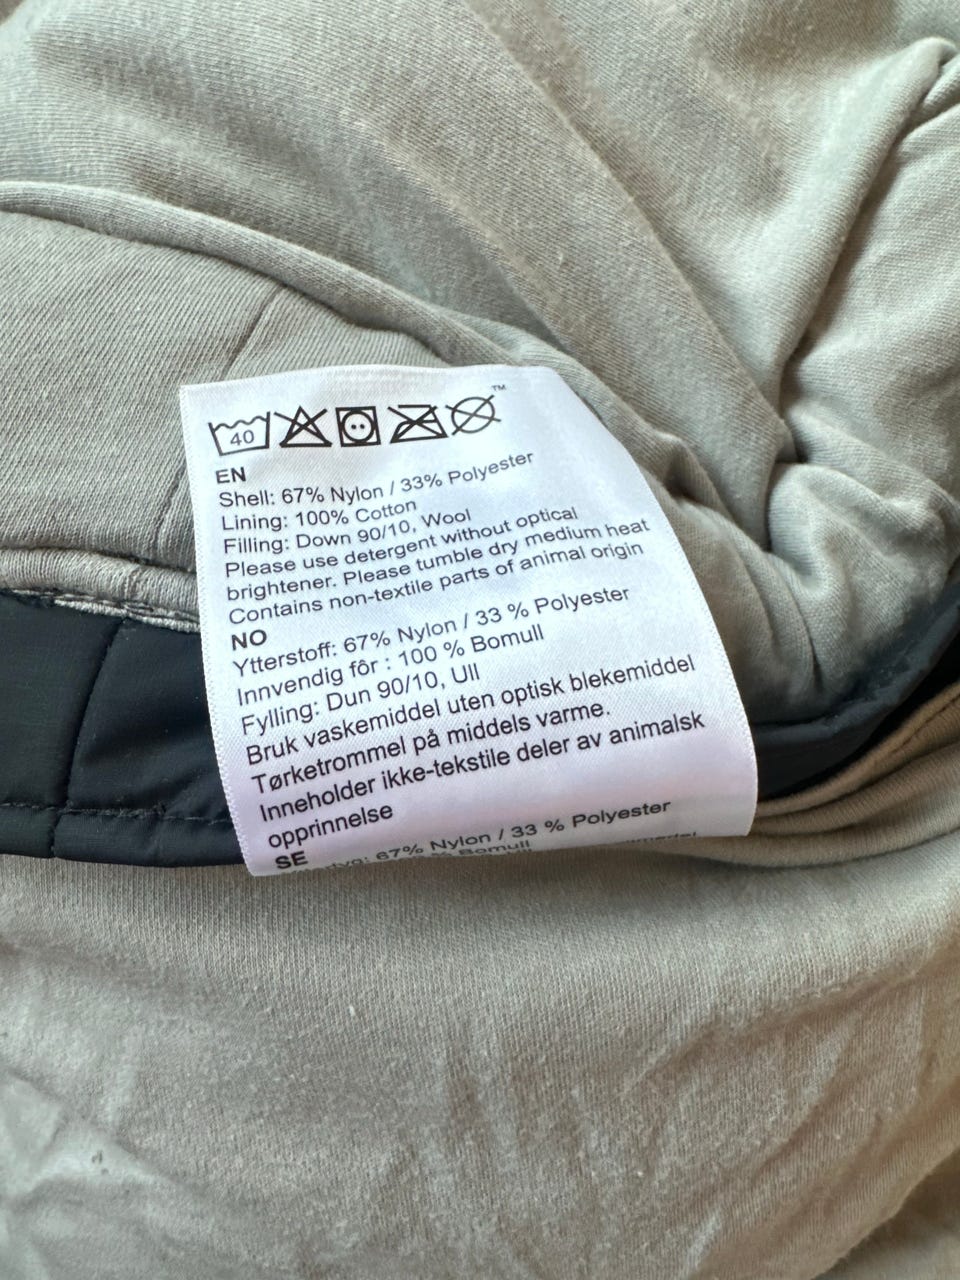 40
™
EN
Shell: 67% Nylon / 33% Polyester
Lining: 100% Cotton
Filling: Down 90/10, Wool
Please use detergent without optical
brightener. Please tumble dry medium heat
Contains non-textile parts of animal origin
NO
Ytterstoff: 67% Nylon / 33 % Polyester
Innvendig fôr : 100 % Bomull
Fylling: Dun 90/10, Ull
Bruk vaskemiddel uten optisk blekemiddel
Tørketrommel på middels varme.
Inneholder ikke-tekstile deler av animalsk
opprinnelse
SE
67% Nylon / 33 % Polyester
% Bomull